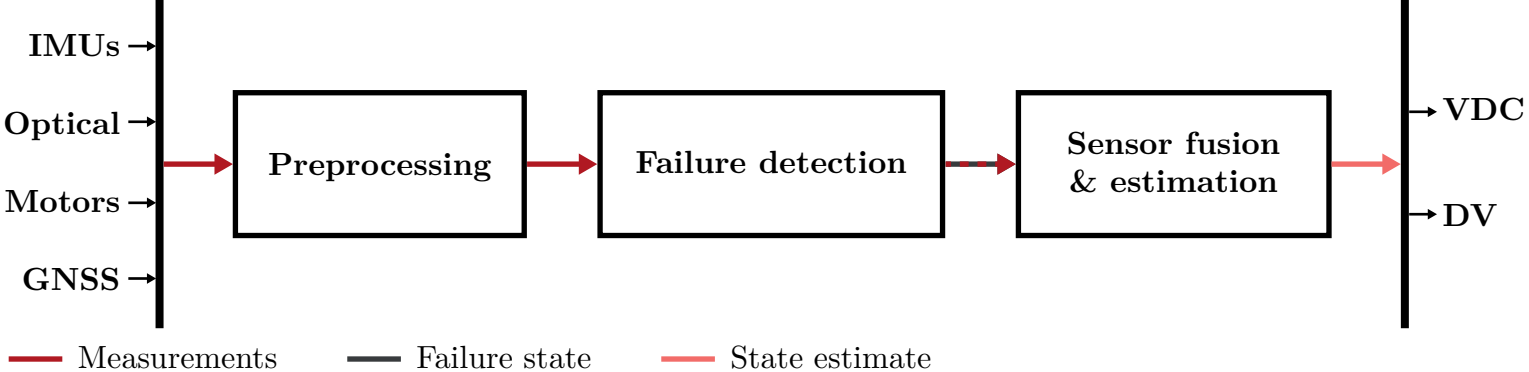 IMUs
Optical
Motors
GNSS
Preprocessing
Failure detection
Sensor fusion
& estimation
VDC
DV
Measurements
Failure state
State estimate